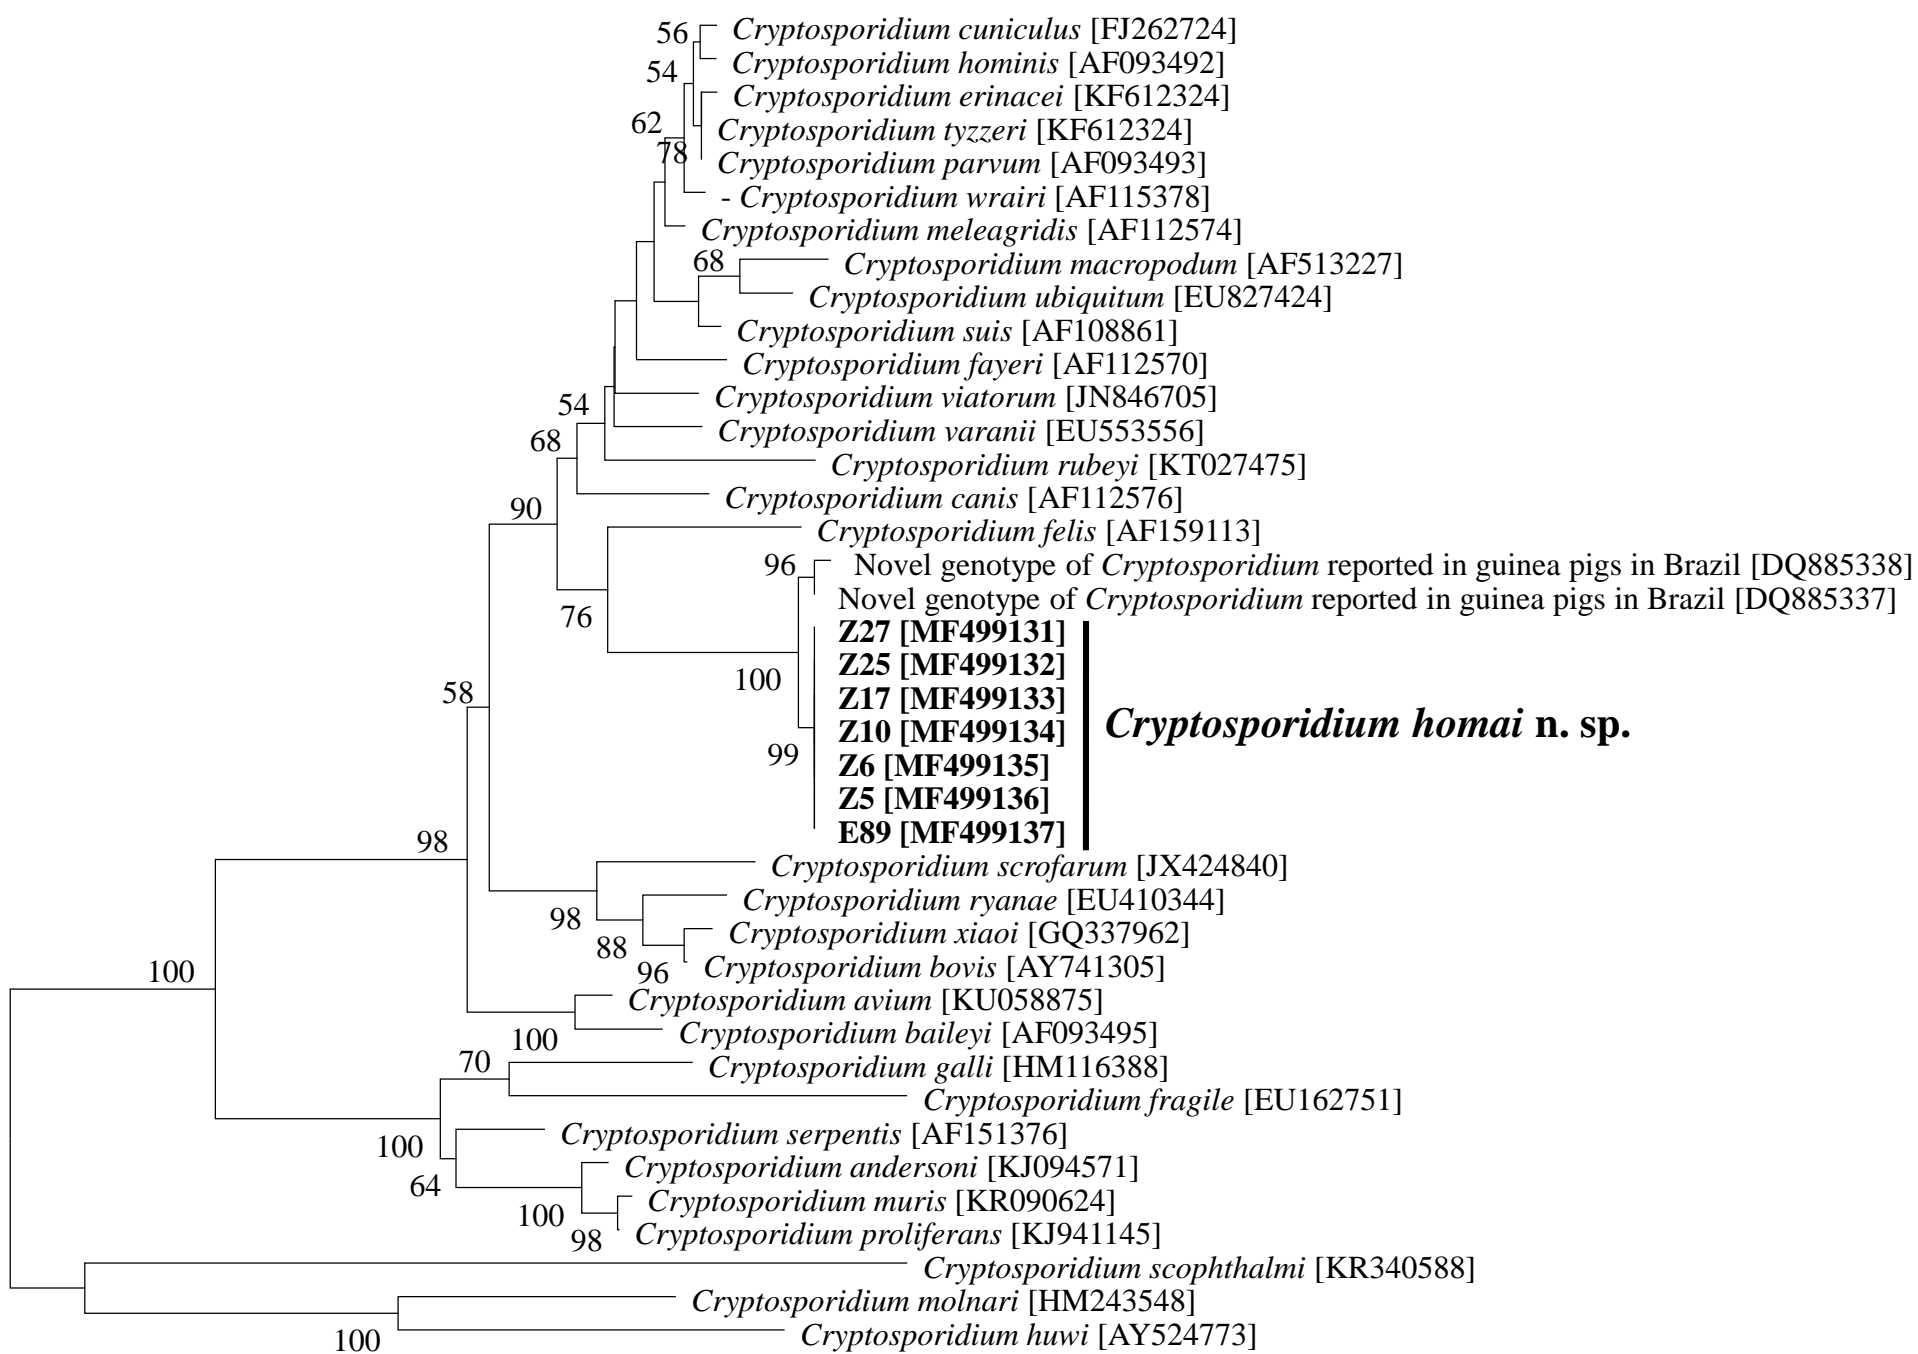 56
Cryptosporidium cuniculus [FJ262724]
Cryptosporidium hominis [AF093492]
54
Cryptosporidium erinacei [KF612324]
62
Cryptosporidium tyzzeri [KF612324]
78
Cryptosporidium parvum [AF093493]
- Cryptosporidium wrairi [AF115378]
Cryptosporidium meleagridis [AF112574]
68
Cryptosporidium macropodum [AF513227]
Cryptosporidium ubiquitum [EU827424]
Cryptosporidium suis [AF108861]
Cryptosporidium fayeri [AF112570]
Cryptosporidium viatorum [JN846705]
54
Cryptosporidium varanii [EU553556]
68
Cryptosporidium rubeyi [KT027475]
Cryptosporidium canis [AF112576]
90
Cryptosporidium felis [AF159113]
96
Novel genotype of Cryptosporidium reported in guinea pigs in Brazil [DQ885338]
Novel genotype of Cryptosporidium reported in guinea pigs in Brazil [DQ885337]
76
Z27 [MF499131]
Z25 [MF499132]
100
Z17 [MF499133]
58
Z10 [MF499134]
Cryptosporidium homai n. sp.
99
Z6 [MF499135]
Z5 [MF499136]
E89 [MF499137]
98
Cryptosporidium scrofarum [JX424840]
Cryptosporidium ryanae [EU410344]
98
Cryptosporidium xiaoi [GQ337962]
88
Cryptosporidium bovis [AY741305]
96
100
Cryptosporidium avium [KU058875]
Cryptosporidium baileyi [AF093495]
100
70
Cryptosporidium galli [HM116388]
Cryptosporidium fragile [EU162751]
Cryptosporidium serpentis [AF151376]
100
Cryptosporidium andersoni [KJ094571]
64
Cryptosporidium muris [KR090624]
100
Cryptosporidium proliferans [KJ941145]
98
Cryptosporidium scophthalmi [KR340588]
Cryptosporidium molnari [HM243548]
Cryptosporidium huwi [AY524773]
100